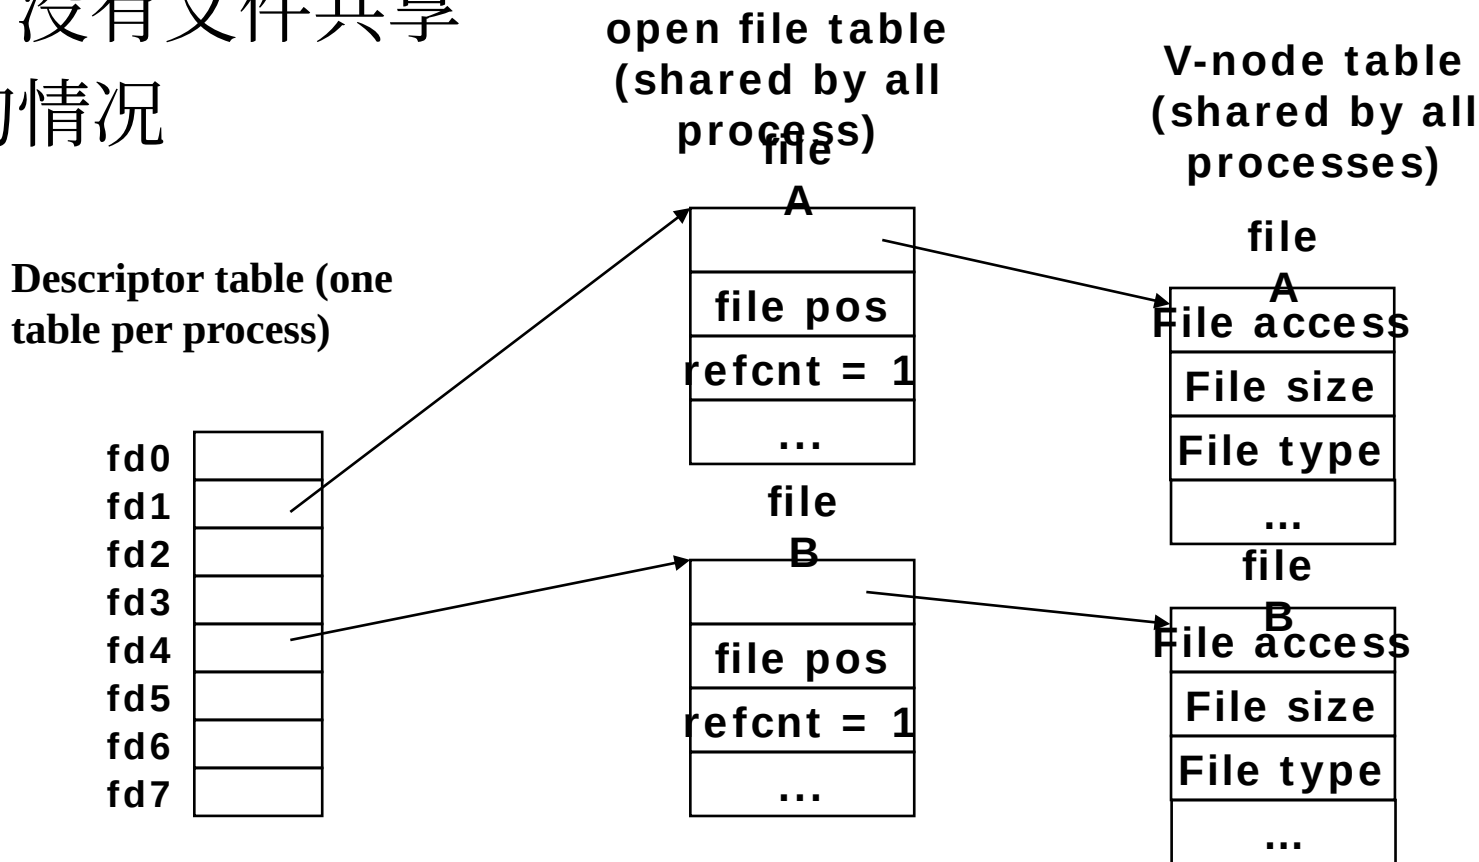 没有文件共享
的情况
open file table
(shared by all
process)
V-node table
(shared by all
processes)
Descriptor table (one
table per process)
fd0
fd1
fd2
fd3
fd4
fd5
fd6
fd7
file
A
file pos
refcnt = 1
...
file
B
file pos
refcnt = 1
...
file
A
File access
File size
File type
...
file
B
File access
File size
File type
...